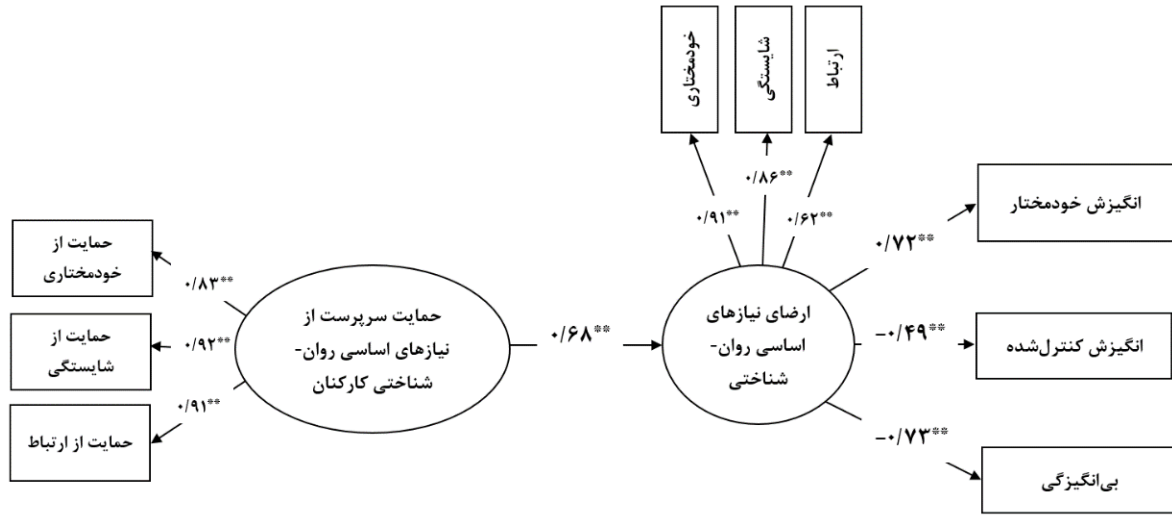 خودمختاری
شایستگی
ارتباط
۰/۹۱**
۰/۸۶**
۰/۶۲**
حمایت از
خودمختاری
حمایت از
شایستگی
حمایت از ارتباط
۰/۸۳**
۰/۹۲**
۰/۹۱**
حمایت سرپرست از
نیازهای اساسی روان-
شناختی کارکنان
۰/۶۸**
ارضای نیازهای
اساسی روان-
شناختی
۰/۷۲**
-۰/۴۹**
-۰/۷۳**
انگیزش خودمختار
انگیزش کنترل‌شده
بی‌انگیزگی